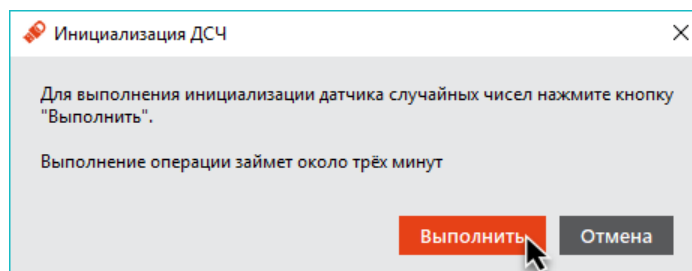 Инициализация ДСЧ
Для выполнения инициализации датчика случайных чисел нажмите кнопку
"Выполнить".
Выполнение операции займет около трёх минут
Выполнить
Отмена